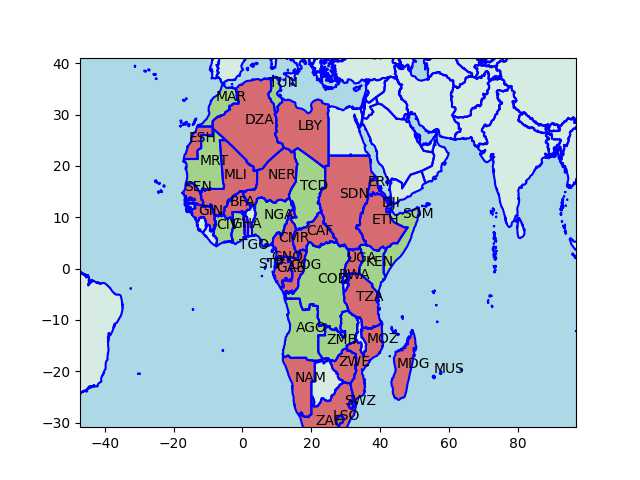 40
30
20
10
0
−10
−20
−30
−40
−20
0
20
40
60
80
TUN
MAR
DZA
LBY
ESH
MRT
MLI
NER
TCD
SDN
ERI
SEN
GIN
BFA
NGA
DJI
SOM
ETH
CIV
GHA
TGO
CMR
CAF
GNQ
STP
GAB
COG
COD
UGA
KEN
RWA
TZA
AGO
ZMB
MOZ
ZWE
MDG
MUS
NAM
SWZ
LSO
ZAF